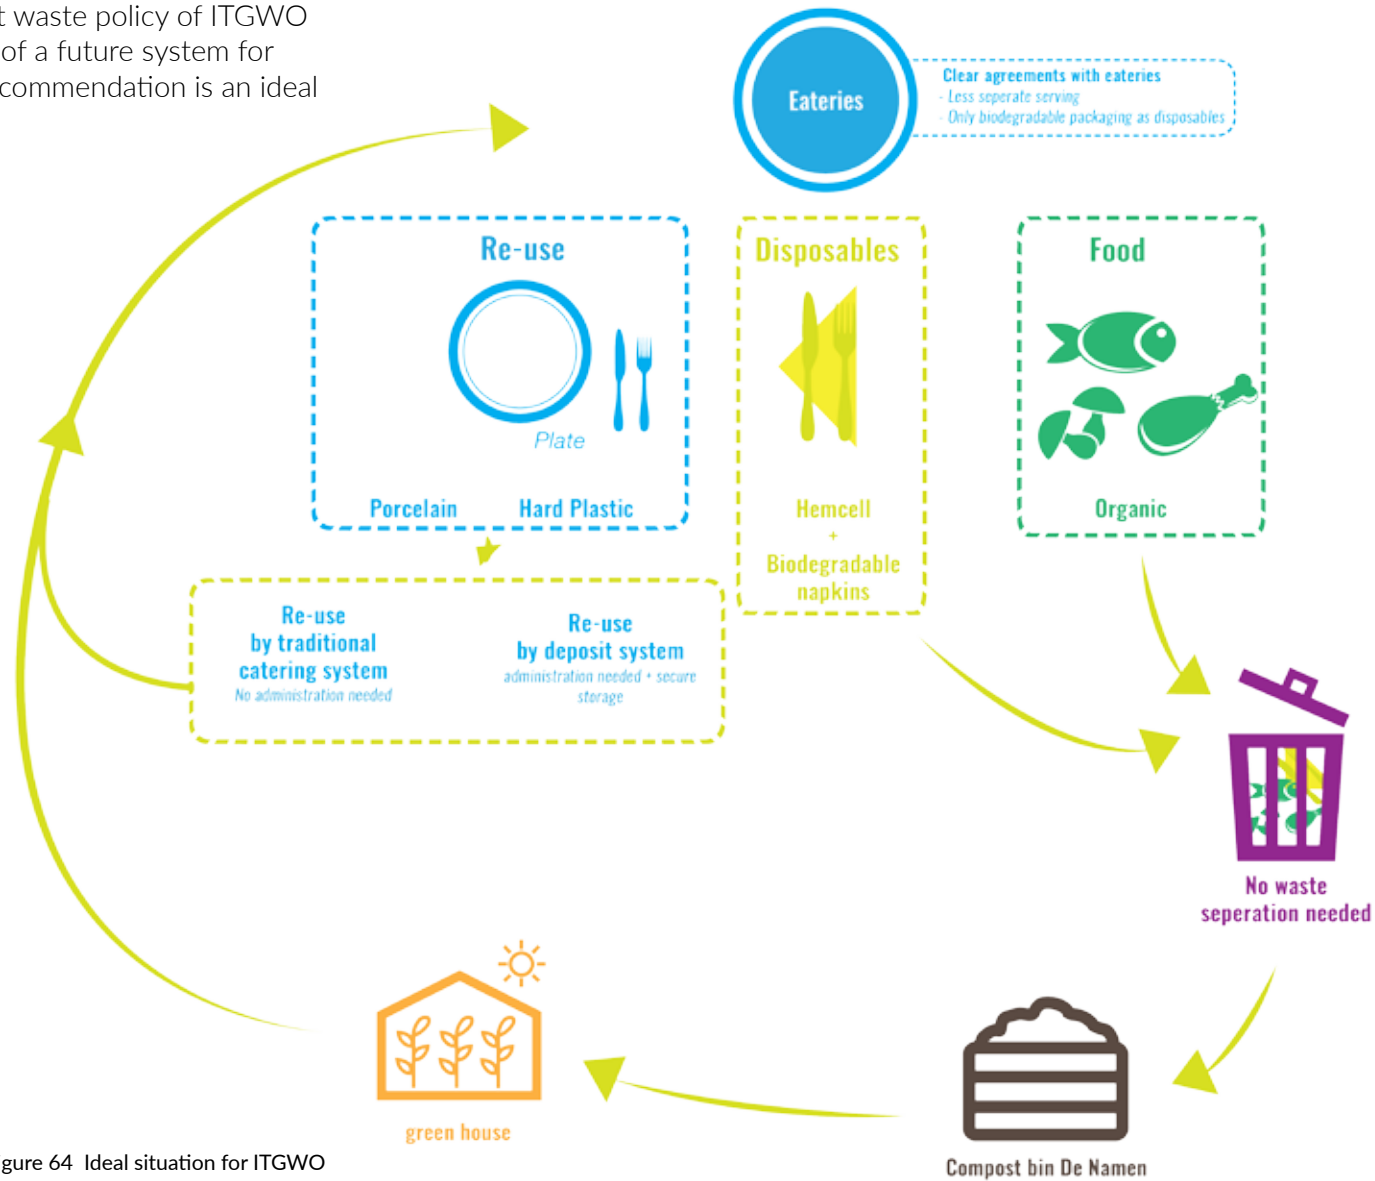 t waste policy of ITGWO
of a future system for
commendation is an ideal
Eateries
Clear agreements with eateries
- Less seperate serving
- Only biodegradable packaging as disposables
Re-use
Plate
Porcelain
Hard Plastic
Disposables
Hemcell
+
Biodegradable
napkins
Food
Organic
Re-use
by traditional
catering system
No administration needed
Re-use
by deposit system
administration needed + secure
storage
No waste
seperation needed
green house
Compost bin De Namen
gure 64 Ideal situation for ITGWO